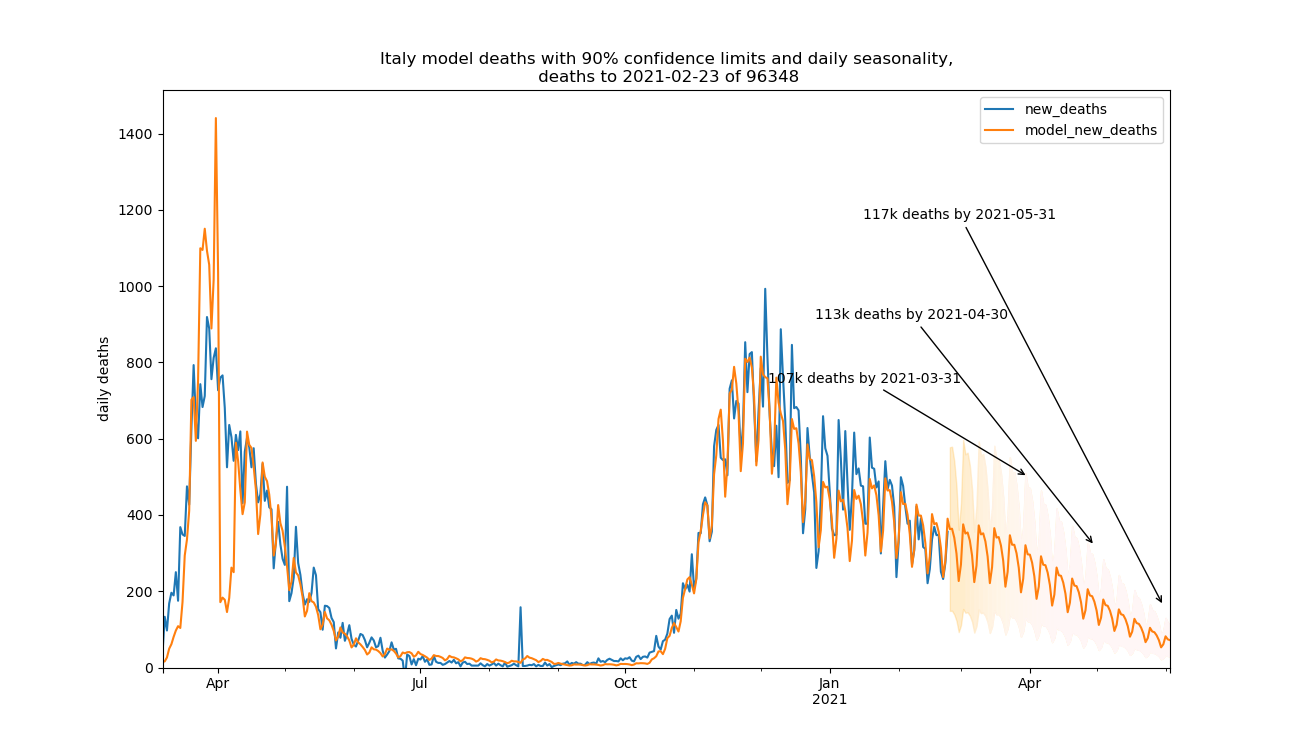 Italy model deaths with 90% confidence limits and daily seasonality,
deaths to 2021-02-23 of 96348
new_deaths
model_new_deaths
daily deaths
1400
1200
1000
800
600
400
200
0
117k deaths by 2021-05-31
113k deaths by 2021-04-30
107k deaths by 2021-03-31
Apr
Jul
Oct
Jan
2021
Apr